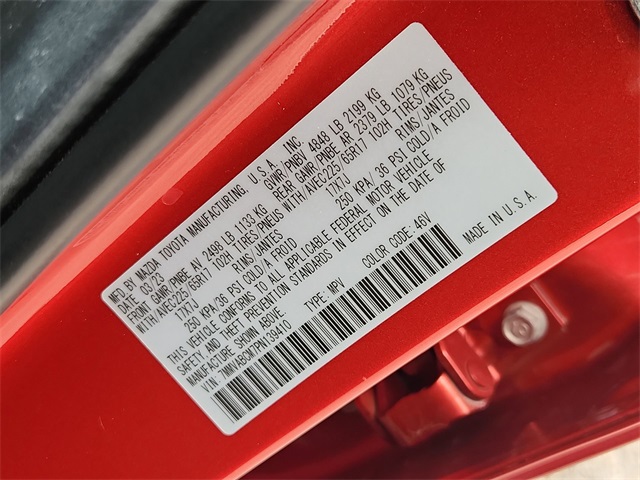 MFD. BY MAZDA TOYOTA MANUFACTURING, U.S.A, INC.
DATE: 03/23 GVWR/PNBV 4848 LB 2199 KG
FRONT GAWR/PNBE AV 2498 LB 1133 KG REAR GAWR/PNBE AR 2379 LB 1079 KG
WITH/AVEC225/65R17 102H TIRES/PNEUS WITH/AVEC225/65R17 102H TIRES/PNEUS
17X7J RIMS/JANTES 17X7J RIMS/JANTES
250 KPA/36 PSI COLD/A FROID 250 KPA/36 PSI COLD/A FROID
THIS VEHICLE CONFORMS TO ALL APPLICABLE FEDERAL MOTOR VEHICLE
SAFETY, AND THEFT PREVENTION STANDARDS IN EFFECT ON THE DATE OF
MANUFACTURE SHOWN ABOVE
VIN: 7MMVABCM7PN139410 TYPE: MPV COLOR CODE: 46V
MADE IN U.S.A.